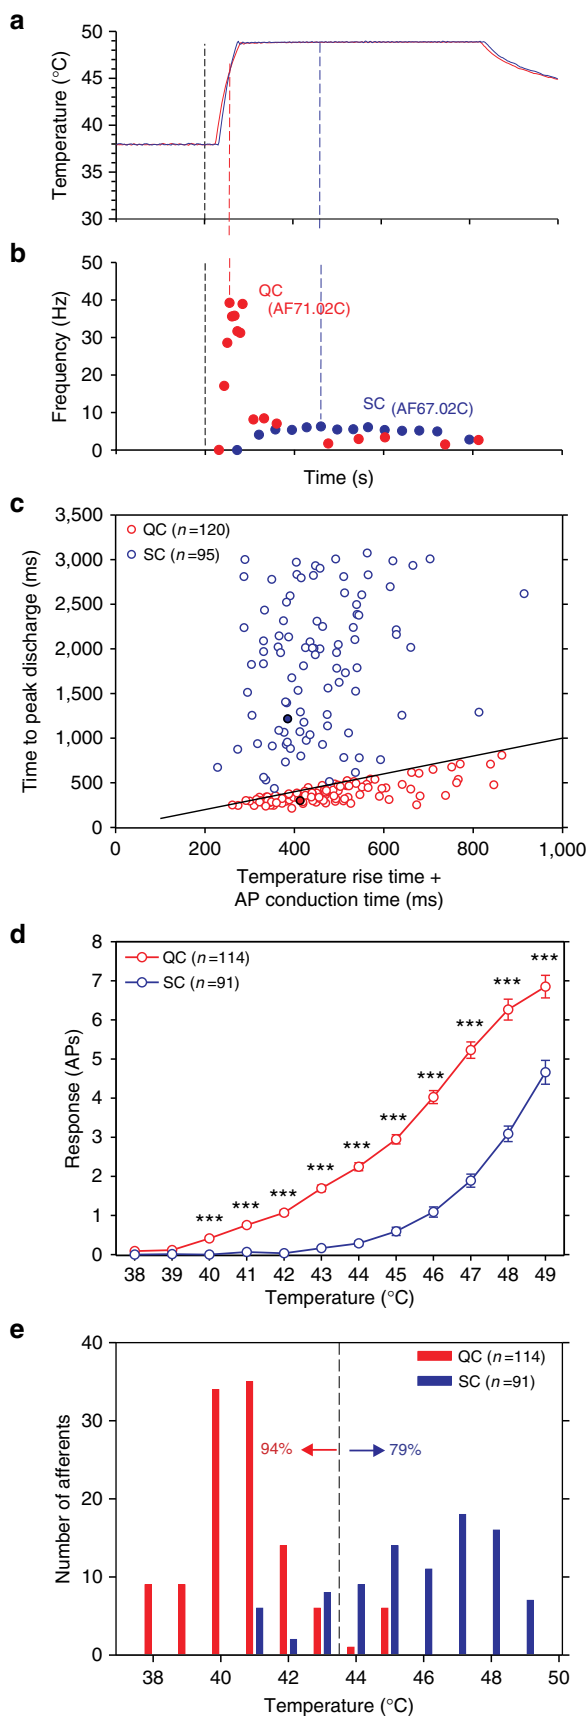 a
50
45
40
35
30
Temperature (°C)
b
50
40
30
20
10
0
Frequency (Hz)
QC
(AF71.02C)
SC (AF67.02C)
Time (s)
c
3,500
3,000
2,500
2,000
1,500
1,000
500
0
Time to peak discharge (ms)
QC (n=120)
SC (n=95)
0 200 400 600 800 1,000
Temperature rise time +
AP conduction time (ms)
d
8
7
6
5
4
3
2
1
0
Response (APs)
QC (n=114)
SC (n=91)
*** *** *** *** *** *** *** *** *** ***
38 39 40 41 42 43 44 45 46 47 48 49
Temperature (°C)
e
40
30
20
10
0
Number of afferents
QC (n=114)
SC (n=91)
94% 79%
38 40 42 44 46 48 50
Temperature (°C)